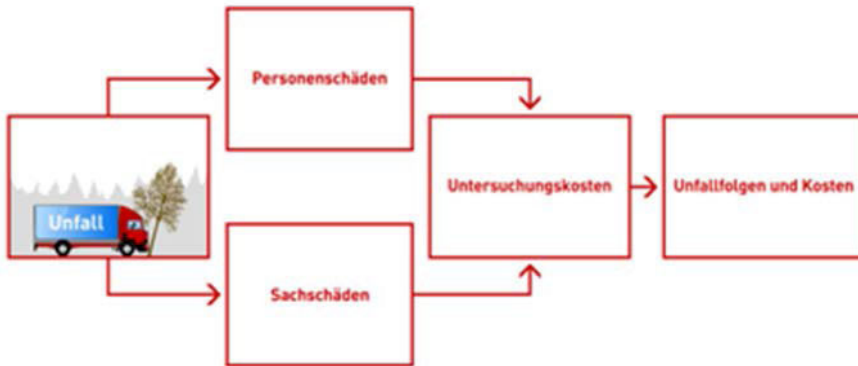 Personenschäden
Unfall
Untersuchungskosten
Unfallfolgen und Kosten
Sachschäden